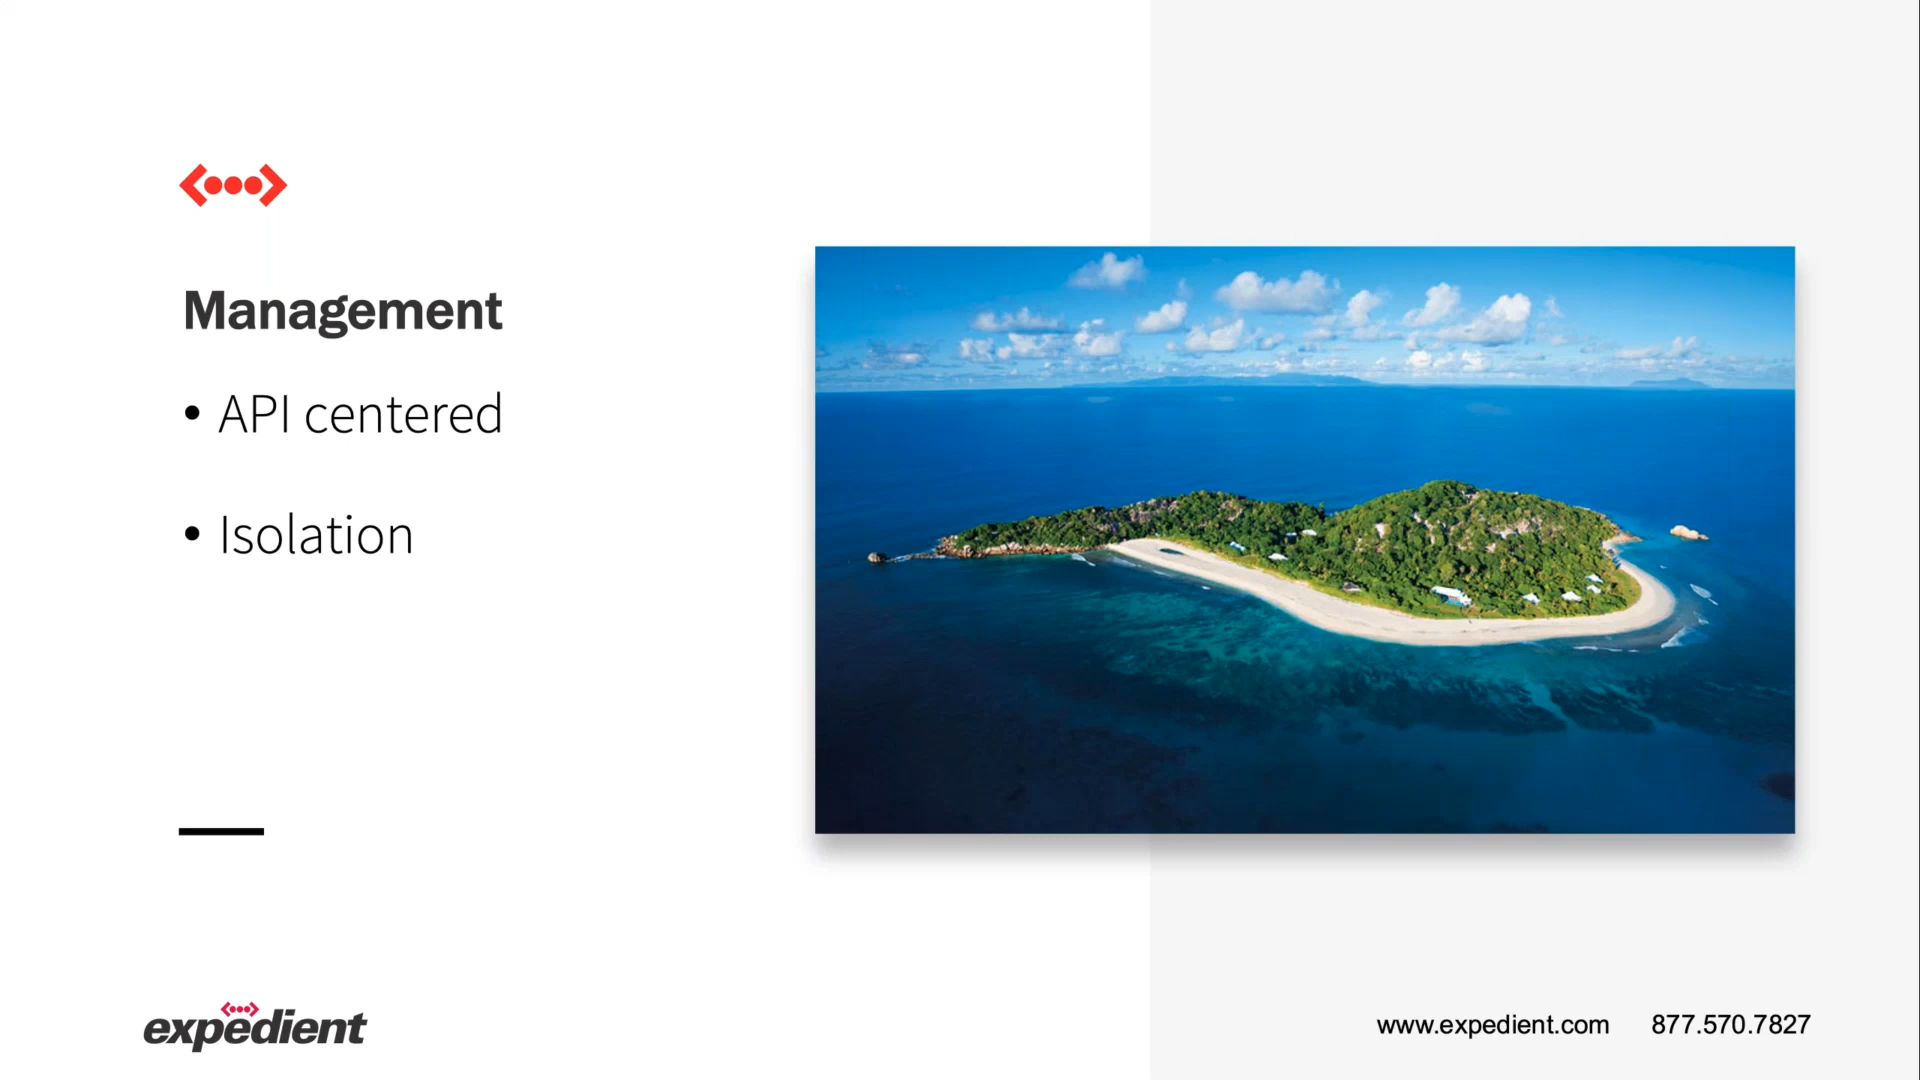 Management
• API centered
• Isolation
expedient
www.expedient.com 877.570.7827